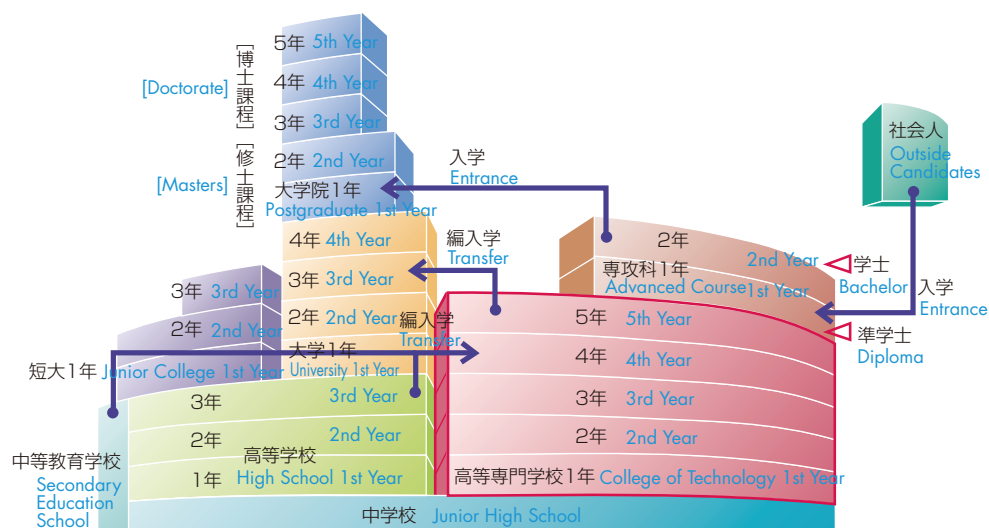 5年 5th Year
4年 4th Year
3年 3rd Year
[博士課程]
[Doctorate]
2年 2nd Year
大学院1年
Postgraduate 1st Year
[修士課程]
[Masters]
入学
Entrance
社会人
Outside
Candidates
4年 4th Year
3年 3rd Year
2年 2nd Year
大学1年
University 1st Year
編入学
Transfer
編入学
Transfer
2年
2nd Year
専攻科1年
Advanced Course 1st Year
学士
Bachelor
入学
Entrance
準学士
Diploma
3年 3rd Year
2年 2nd Year
短大1年 Junior College 1st Year
5年 5th Year
4年 4th Year
3年 3rd Year
2年 2nd Year
高等専門学校1年 College of Technology 1st Year
3年 3rd Year
2年 2nd Year
高等学校
1年 High School 1st Year
中等教育学校
Secondary
Education
School
中学校 Junior High School